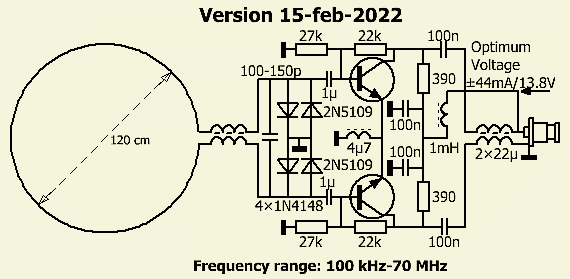 Version 15-feb-2022
27k
22k
100n
Optimum
Voltage
±44mA/13.8V
100-150p
1µ
390
2N5109
100n
120 cm
4µ7
1mH
100n
2N5109
2×22µ
1µ
390
4×1N4148
27k
22k
100n
Frequency range: 100 kHz-70 MHz